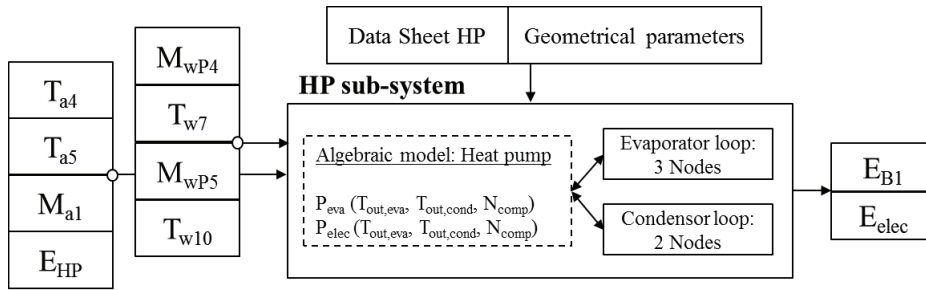 Data Sheet HP
Geometrical parameters
HP sub-system
T_a4
T_a5
M_a1
E_HP
M_wP4
T_w7
M_wP5
T_w10
Algebraic model: Heat pump
P_eva (T_out,eva, T_out,cond, N_comp)
P_elec (T_out,eva, T_out,cond, N_comp)
Evaporator loop:
3 Nodes
Condensor loop:
2 Nodes
E_B1
E_elec